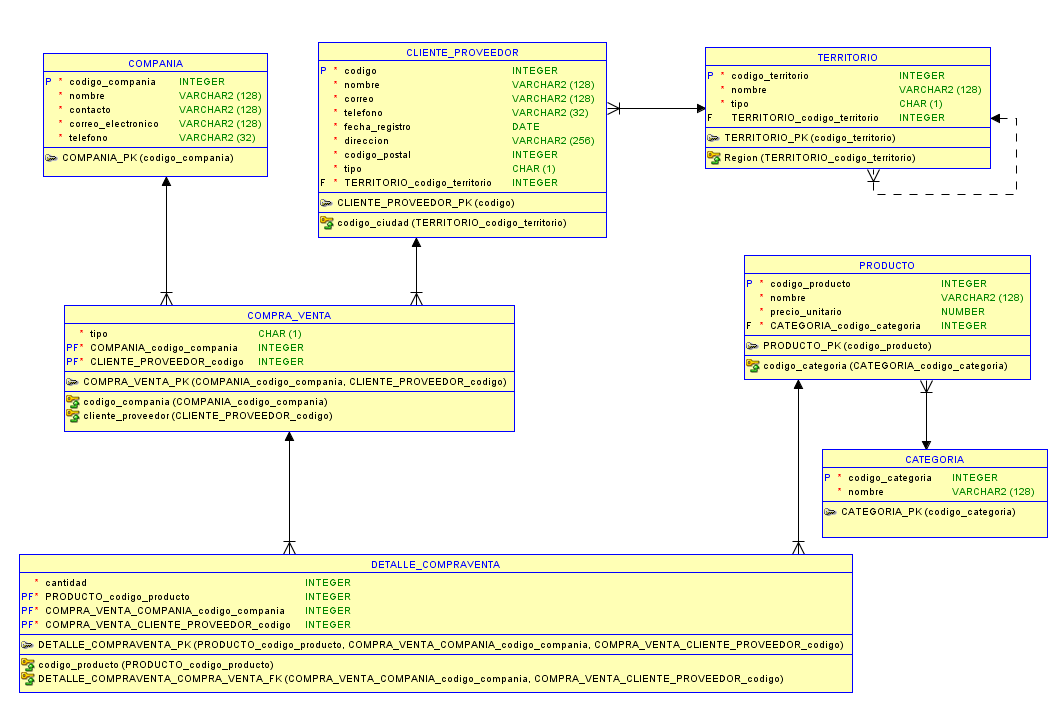 COMPANIA
P * codigo_compania INTEGER
* nombre VARCHAR2 (128)
* contacto VARCHAR2 (128)
* correo_electronico VARCHAR2 (128)
* telefono VARCHAR2 (32)
COMPANIA_PK (codigo_compania)
CLIENTE_PROVEEDOR
P * codigo INTEGER
* nombre VARCHAR2 (128)
* correo VARCHAR2 (128)
* telefono VARCHAR2 (32)
* fecha_registro DATE
* direccion VARCHAR2 (256)
* codigo_postal INTEGER
* tipo CHAR (1)
F * TERRITORIO_codigo_territorio INTEGER
CLIENTE_PROVEEDOR_PK (codigo)
codigo_ciudad (TERRITORIO_codigo_territorio)
TERRITORIO
P * codigo_territorio INTEGER
* nombre VARCHAR2 (128)
* tipo CHAR (1)
F TERRITORIO_codigo_territorio INTEGER
TERRITORIO_PK (codigo_territorio)
Region (TERRITORIO_codigo_territorio)
PRODUCTO
P * codigo_producto INTEGER
* nombre VARCHAR2 (128)
* precio_unitario NUMBER
F * CATEGORIA_codigo_categoria INTEGER
PRODUCTO_PK (codigo_producto)
codigo_categoria (CATEGORIA_codigo_categoria)
COMPRA_VENTA
* tipo CHAR (1)
PF* COMPANIA_codigo_compania INTEGER
PF* CLIENTE_PROVEEDOR_codigo INTEGER
COMPRA_VENTA_PK (COMPANIA_codigo_compania, CLIENTE_PROVEEDOR_codigo)
codigo_compania (COMPANIA_codigo_compania)
cliente_proveedor (CLIENTE_PROVEEDOR_codigo)
CATEGORIA
P * codigo_categoria INTEGER
* nombre VARCHAR2 (128)
CATEGORIA_PK (codigo_categoria)
DETALLE_COMPRAVENTA
* cantidad INTEGER
PF* PRODUCTO_codigo_producto INTEGER
PF* COMPRA_VENTA_COMPANIA_codigo_compania INTEGER
PF* COMPRA_VENTA_CLIENTE_PROVEEDOR_codigo INTEGER
DETALLE_COMPRAVENTA_PK (PRODUCTO_codigo_producto, COMPRA_VENTA_COMPANIA_codigo_compania, COMPRA_VENTA_CLIENTE_PROVEEDOR_codigo)
codigo_producto (PRODUCTO_codigo_producto)
DETALLE_COMPRAVENTA_COMPRA_VENTA_FK (COMPRA_VENTA_COMPANIA_codigo_compania, COMPRA_VENTA_CLIENTE_PROVEEDOR_codigo)